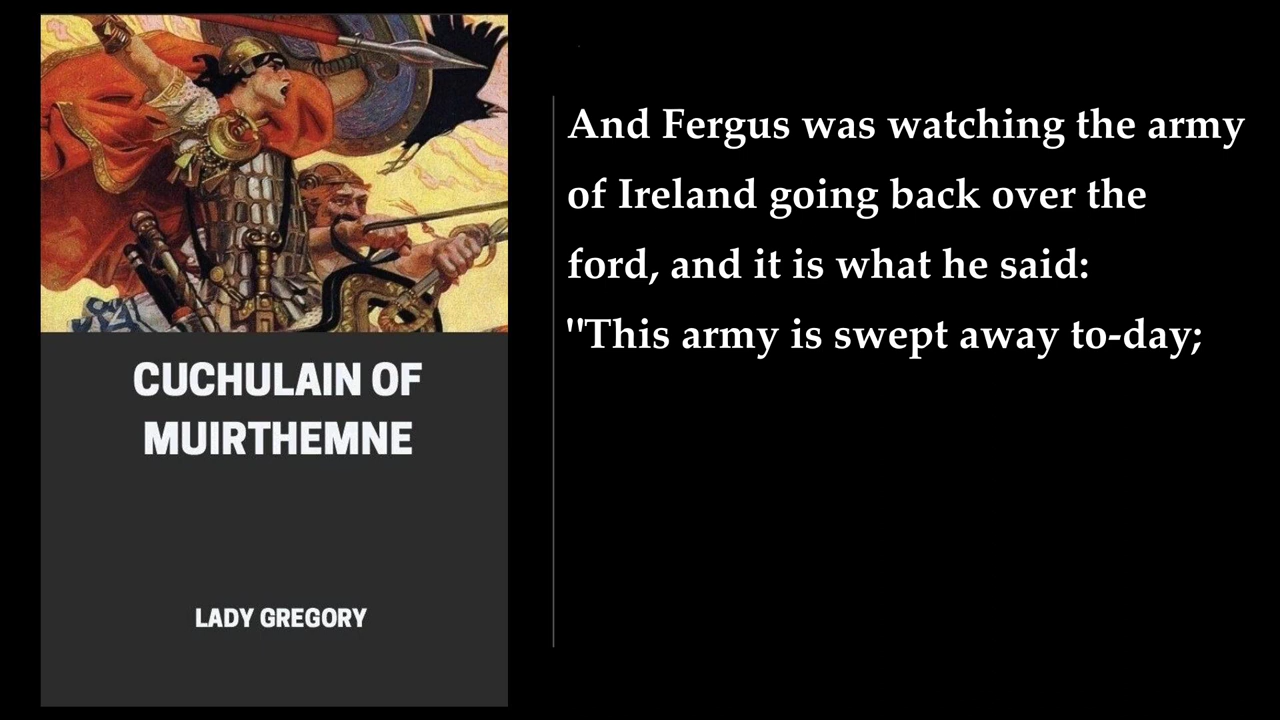 CUCHULAIN OF
MUIRTHEMNE
LADY GREGORY
And Fergus was watching the army
of Ireland going back over the
ford, and it is what he said:
"This army is swept away to-day;